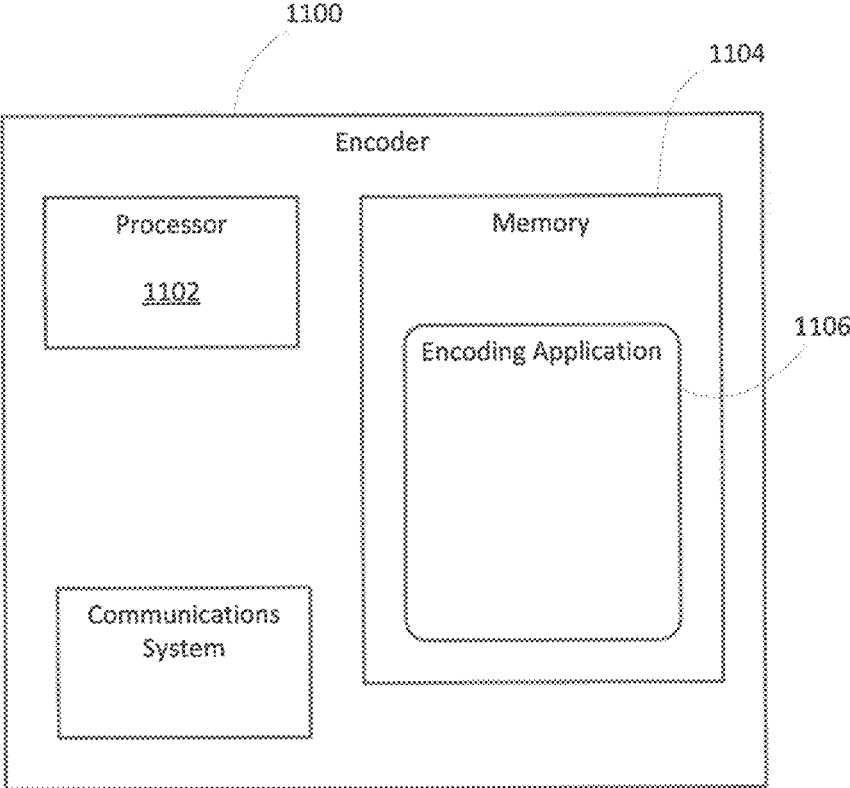 1100
1104
Encoder
Processor
1102
Memory
1106
Encoding Application
Communications
System